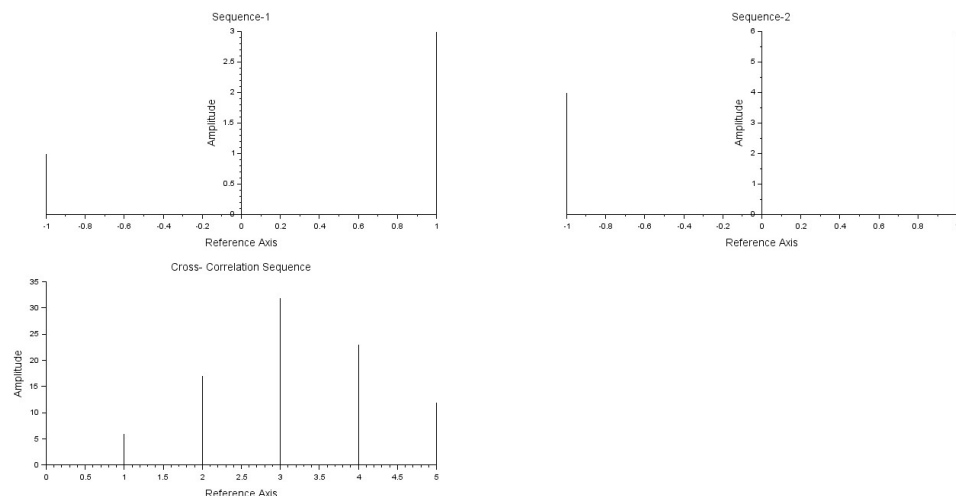 Sequence-1
3
2.5
2
1.5
1
0.5
0
Amplitude
-1 -0.8 -0.6 -0.4 -0.2 0 0.2 0.4 0.6 0.8 1
Reference Axis
Sequence-2
6
5
4
3
2
1
0
Amplitude
-1 -0.8 -0.6 -0.4 -0.2 0 0.2 0.4 0.6 0.8
Reference Axis
Cross- Correlation Sequence
35
30
25
20
15
10
5
0
Amplitude
0 0.5 1 1.5 2 2.5 3 3.5 4 4.5 5
Reference Axis